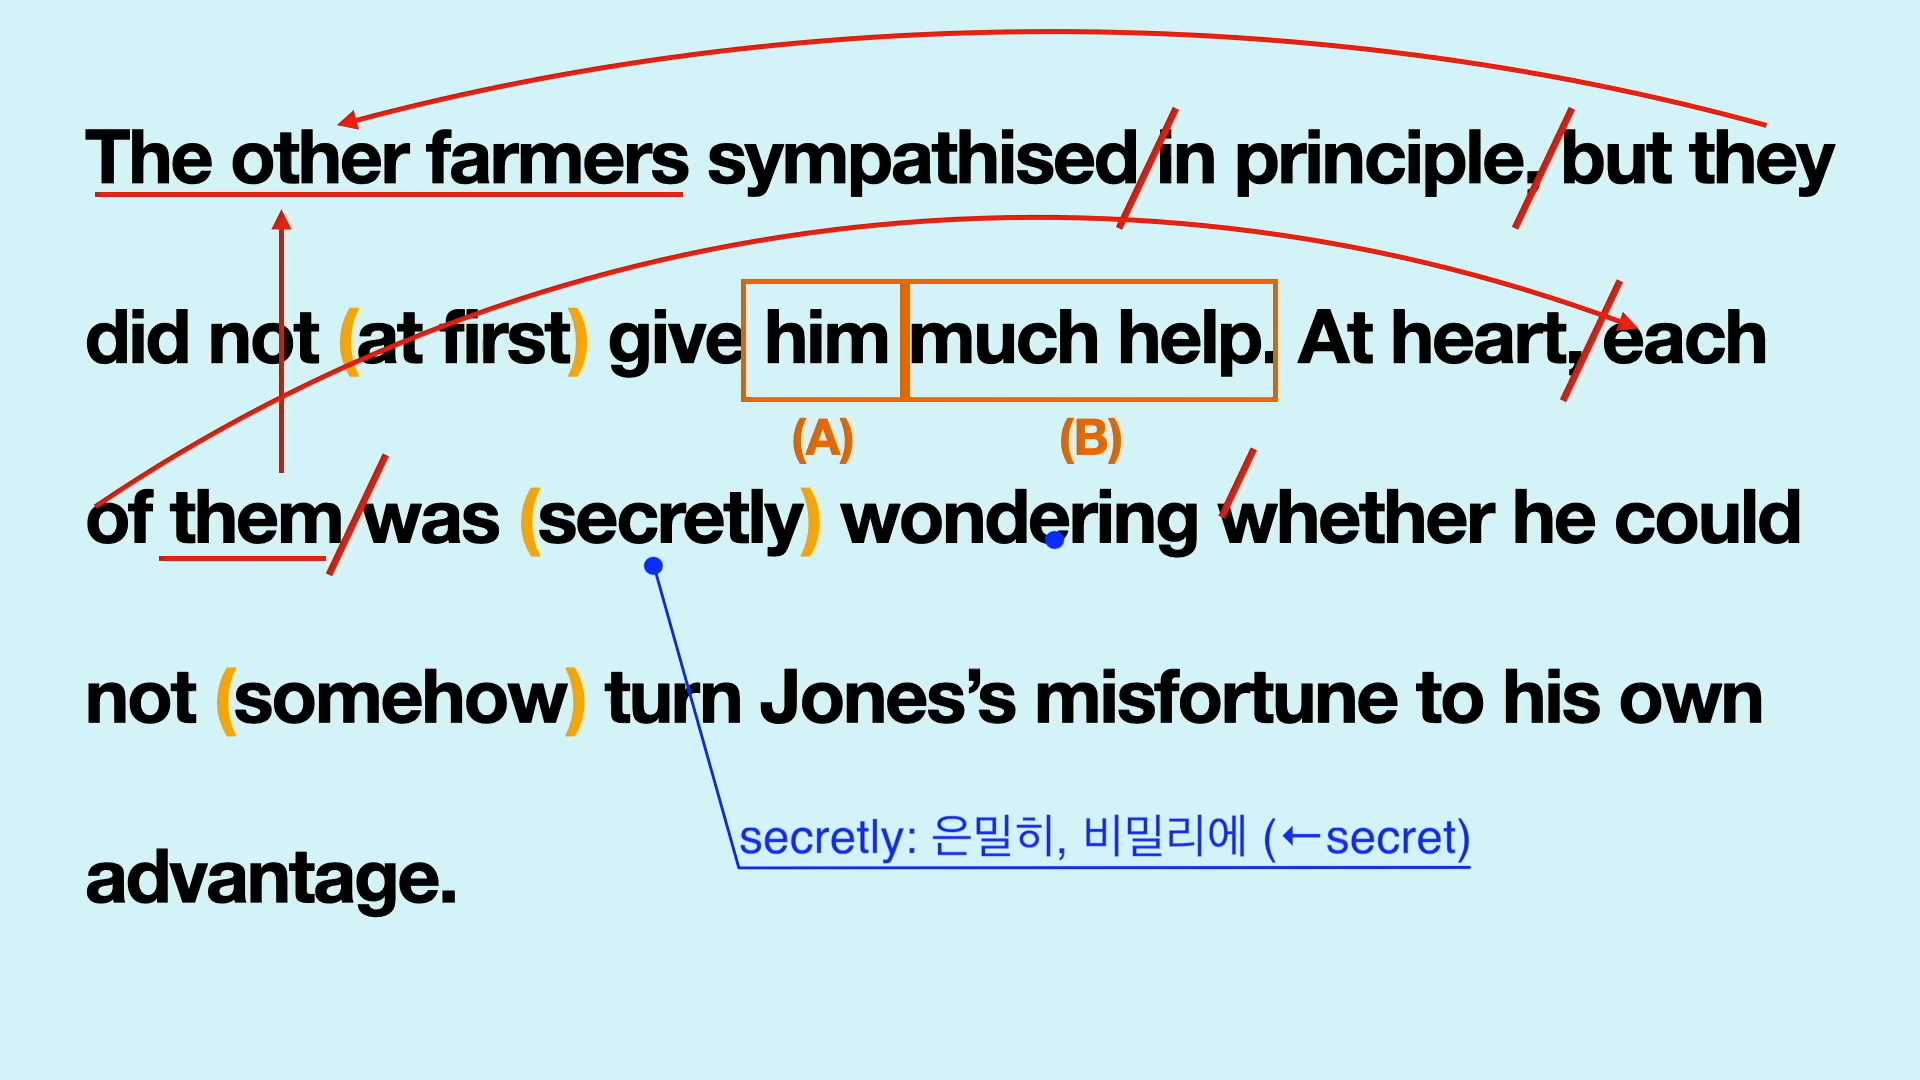 The other farmers sympathised in principle, but they
did not (at first) give him much help. At heart, each
(A) (B)
of them was (secretly) wondering whether he could
not (somehow) turn Jones’s misfortune to his own
secretly: 은밀히, 비밀리에 (←secret)
advantage.